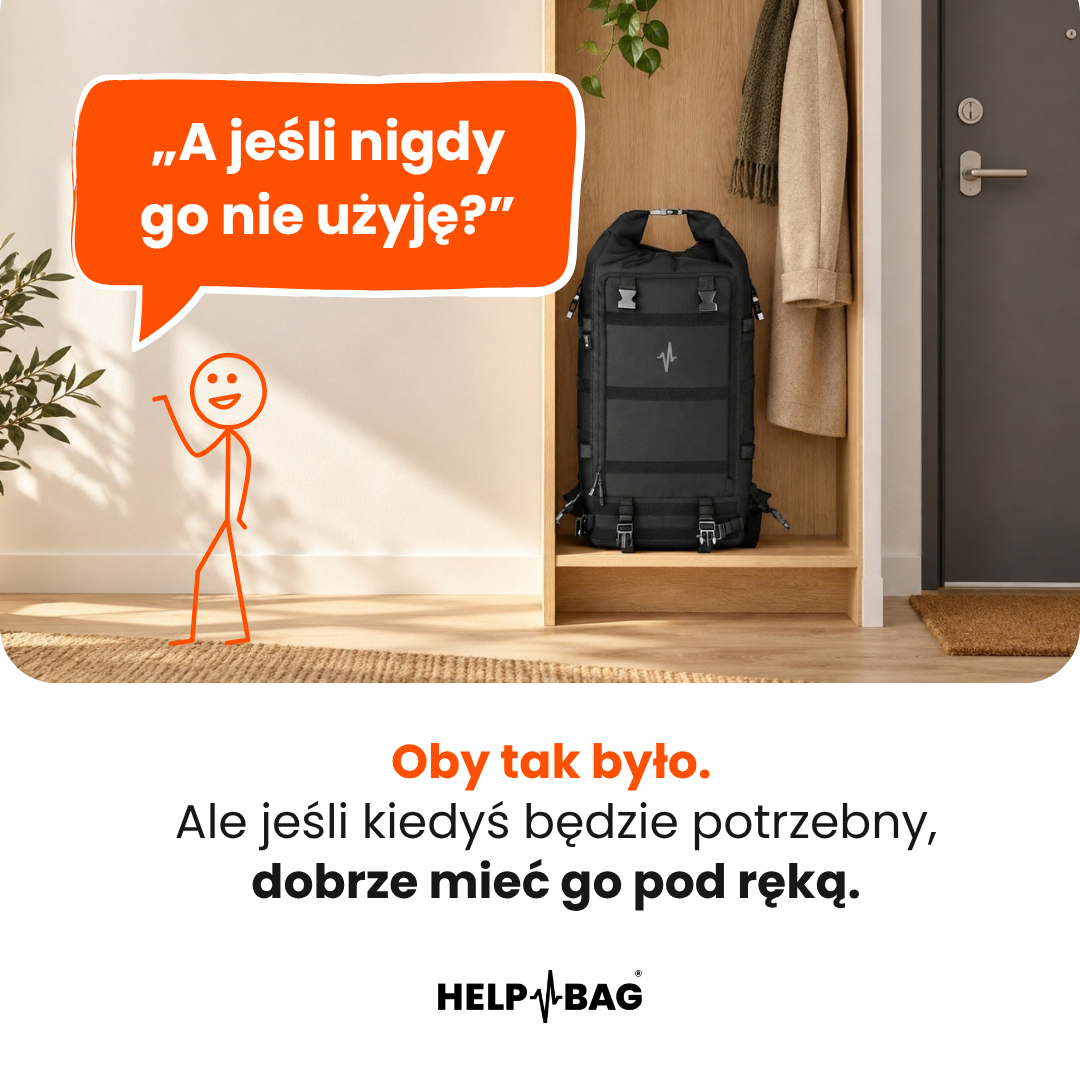 „A jeśli nigdy
go nie użyję?”
Oby tak było.
Ale jeśli kiedyś będzie potrzebny,
dobrze mieć go pod ręką.
HELP BAG®